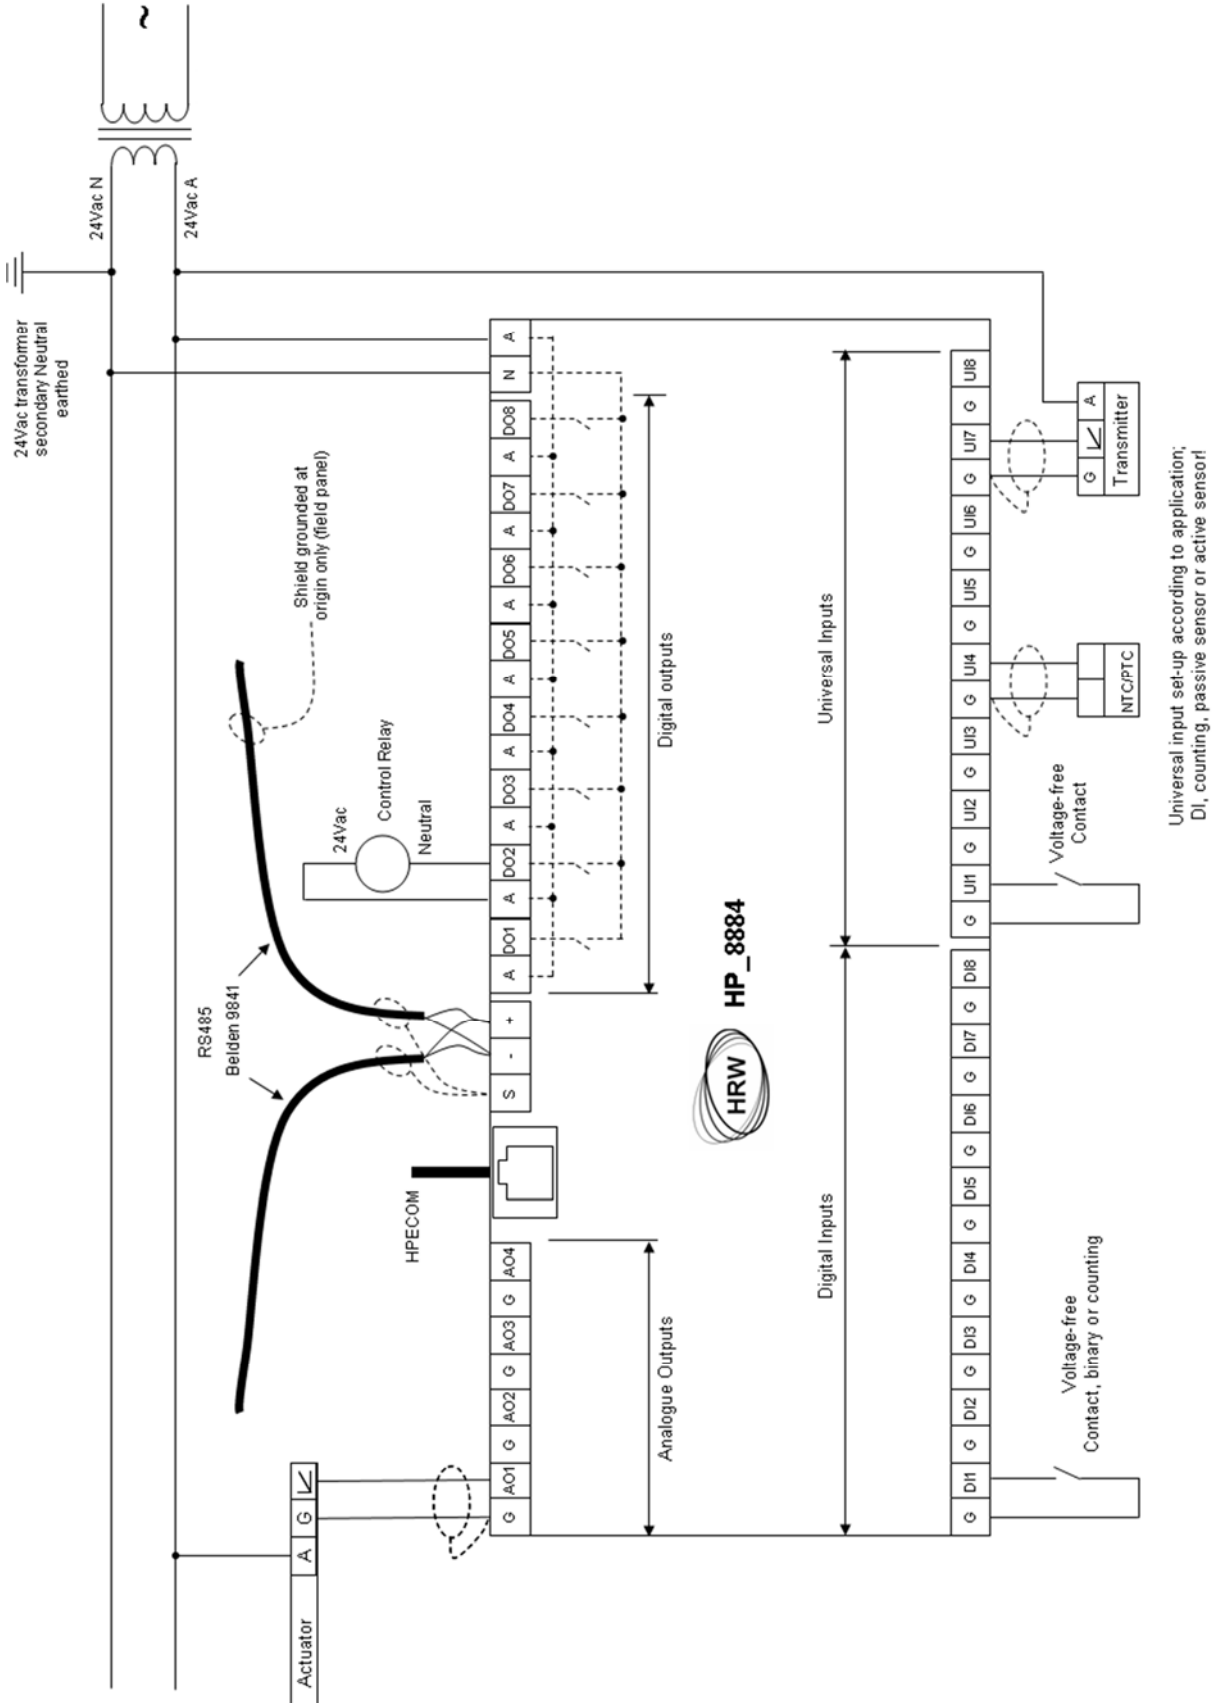 24Vac transformer
secondary Neutral
earthed
24Vac N
~
24Vac A
RS485
Belden 9841
Shield grounded at
origin only (field panel)
Actuator
A G
24Vac
Control Relay
Neutral
HPECOM
G AO1 G AO2 G AO3 G AO4
S - +
A DO1 A DO2 A DO3 A DO4 A DO5 A DO6 A DO7 A DO8 N A
Analogue Outputs
Digital outputs
HRW
HP_8884
Digital Inputs
Universal Inputs
G DI1 G DI2 G DI3 G DI4 G DI5 G DI6 G DI7 G DI8
G UI1 G UI2 G UI3 G UI4 G UI5 G UI6 G UI7 G UI8
Voltage-free
Contact, binary or counting
Voltage-free
Contact
NTC/PTC
G A
Transmitter
Universal input set-up according to application;
DI, counting, passive sensor or active sensor!